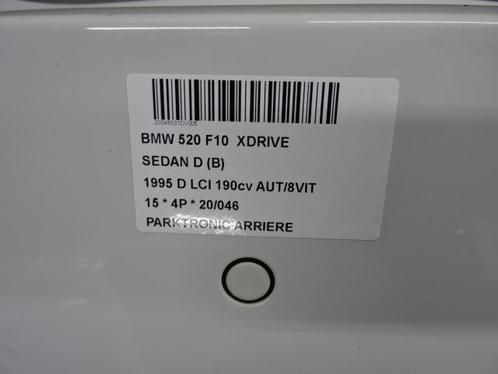 BMW 520 F10 XDRIVE
SEDAN D (B)
1995 D LCI 190cv AUT/8VIT
15 * 4P * 20/046
PARKTRONIC ARRIERE